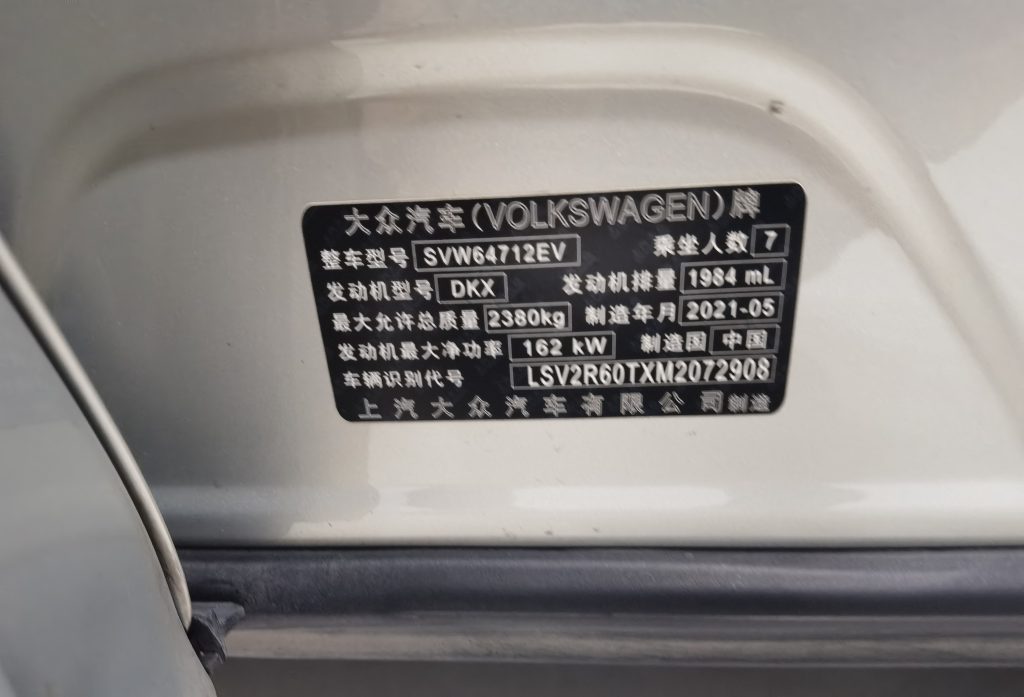 大众汽车(VOLKSWAGEN)牌
整车型号 SVW64712EV 乘坐人数 7
发动机型号 DKX 发动机排量 1984 mL
最大允许总质量 2380kg 制造年月 2021-05
发动机最大净功率 162 kW 制造国 中国
车辆识别代号 LSV2R60TXM2072908
上汽大众汽车有限公司制造